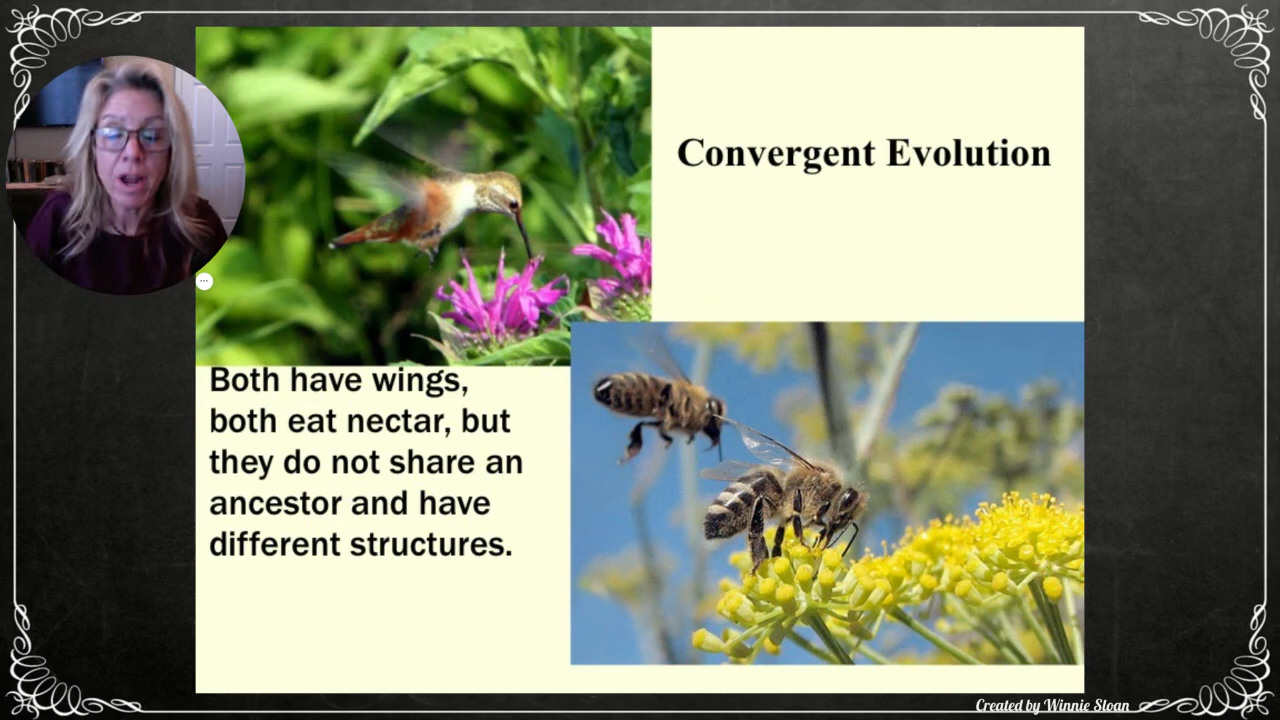 Convergent Evolution
Both have wings,
both eat nectar, but
they do not share an
ancestor and have
different structures.
Created by Winnie Sloan